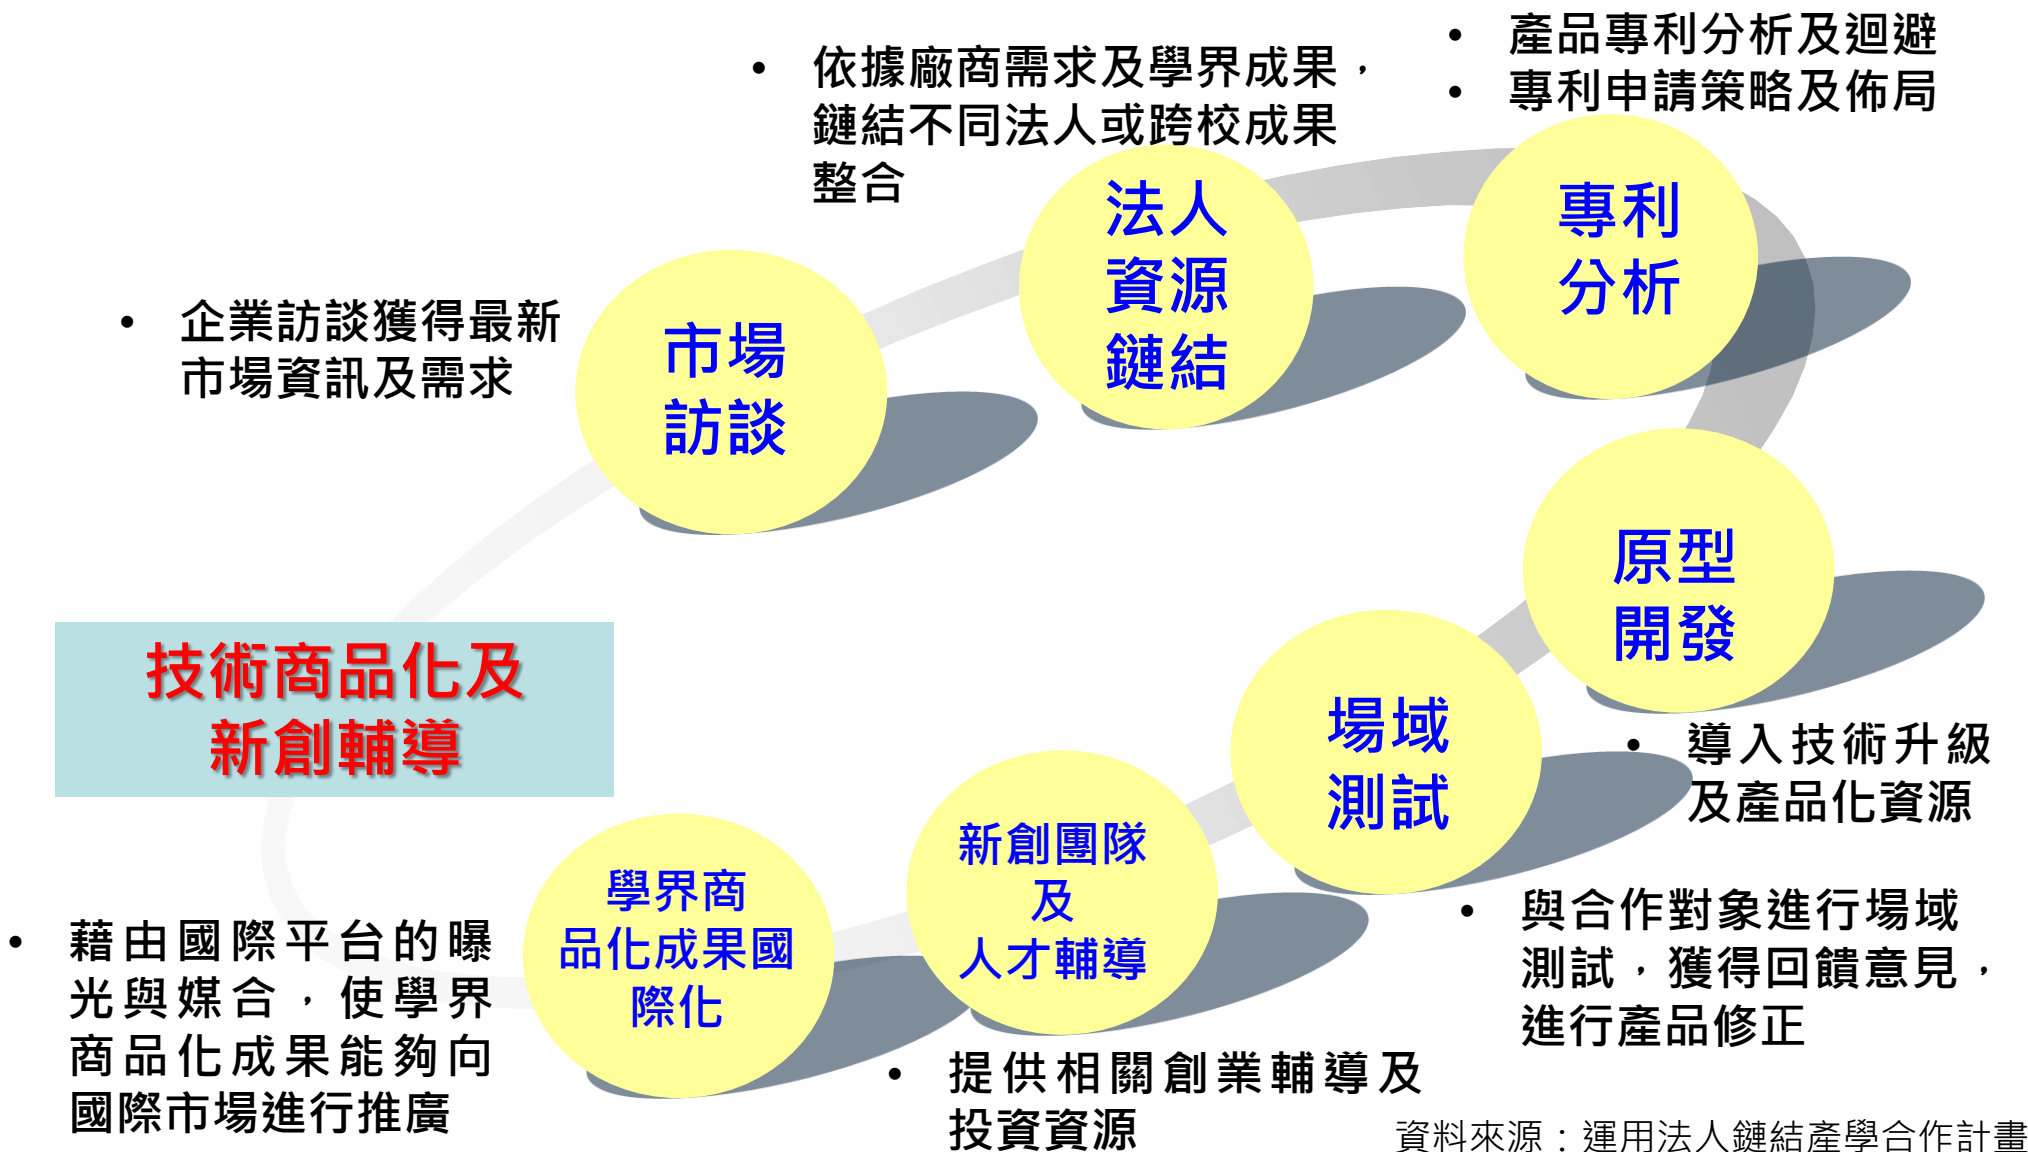 • 產品專利分析及迴避
• 專利申請策略及佈局
• 依據廠商需求及學界成果，
鏈結不同法人或跨校成果
整合
法人
資源
鏈結
專利
分析
• 企業訪談獲得最新
市場資訊及需求
市場
訪談
原型
開發
• 導入技術升級
及產品化資源
技術商品化及
新創輔導
場域
測試
• 與合作對象進行場域
測試，獲得回饋意見，
進行產品修正
新創團隊
及
人才輔導
• 提供相關創業輔導及
投資資源
學界商
品化成果國
際化
• 藉由國際平台的曝
光與媒合，使學界
商品化成果能夠向
國際市場進行推廣
資料來源：運用法人鏈結產學合作計畫